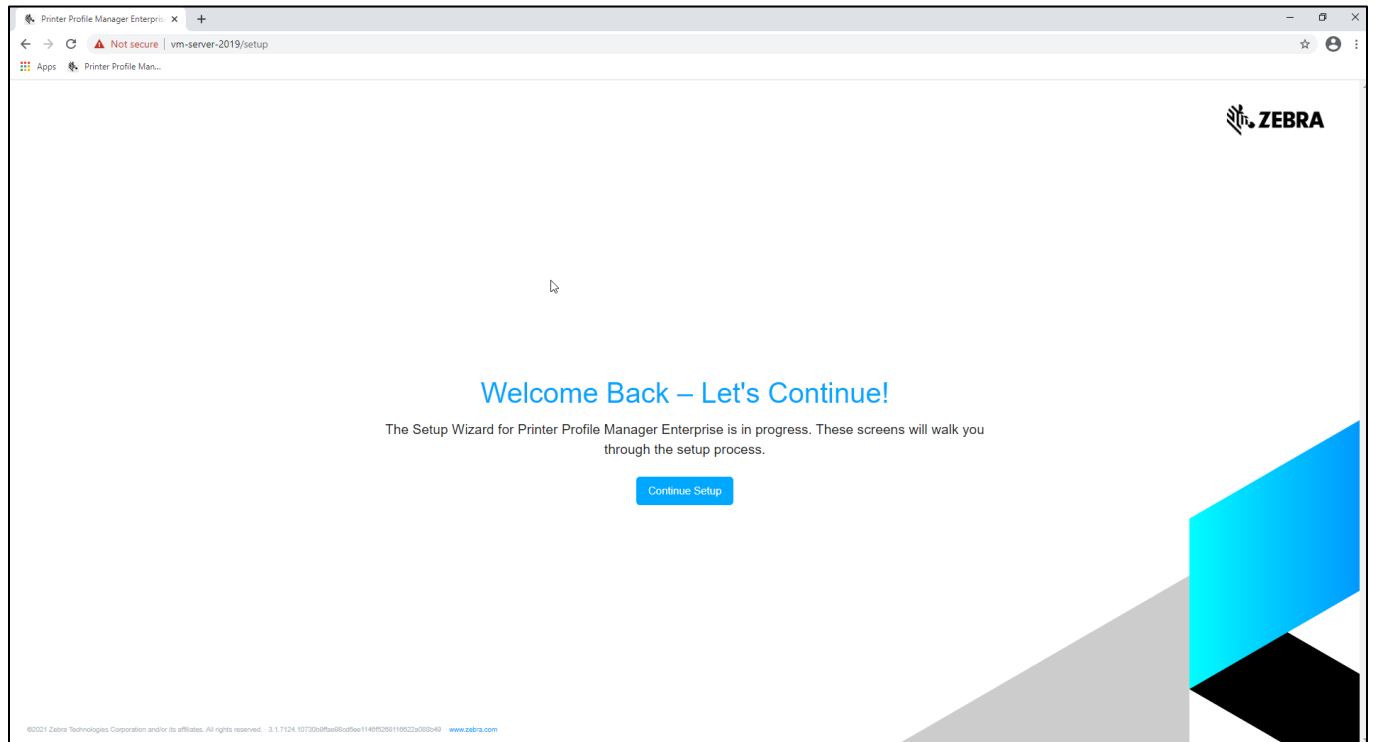 Printer Profile Manager Enterpris
Not secure | vm-server-2019/setup
Apps Printer Profile Man...
ZEBRA
Welcome Back – Let's Continue!
The Setup Wizard for Printer Profile Manager Enterprise is in progress. These screens will walk you
through the setup process.
Continue Setup
©2021 Zebra Technologies Corporation and/or its affiliates. All rights reserved. www.zebra.com